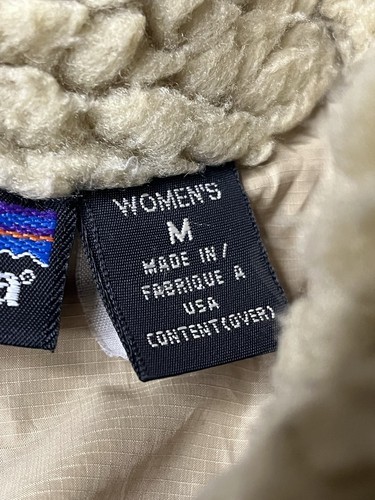 WOMEN'S
M
MADE IN/
FABRIQUE A
USA
CONTENT(OVER)
a